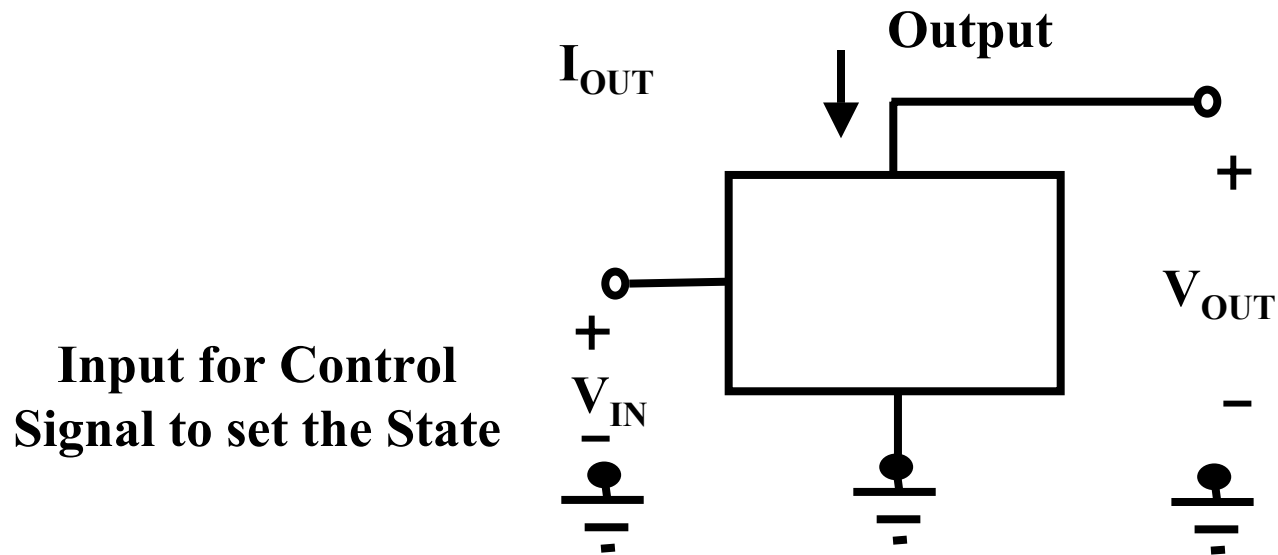 Output
I_OUT
+
V_OUT
+
Input for Control
V_IN
Signal to set the State
−
−